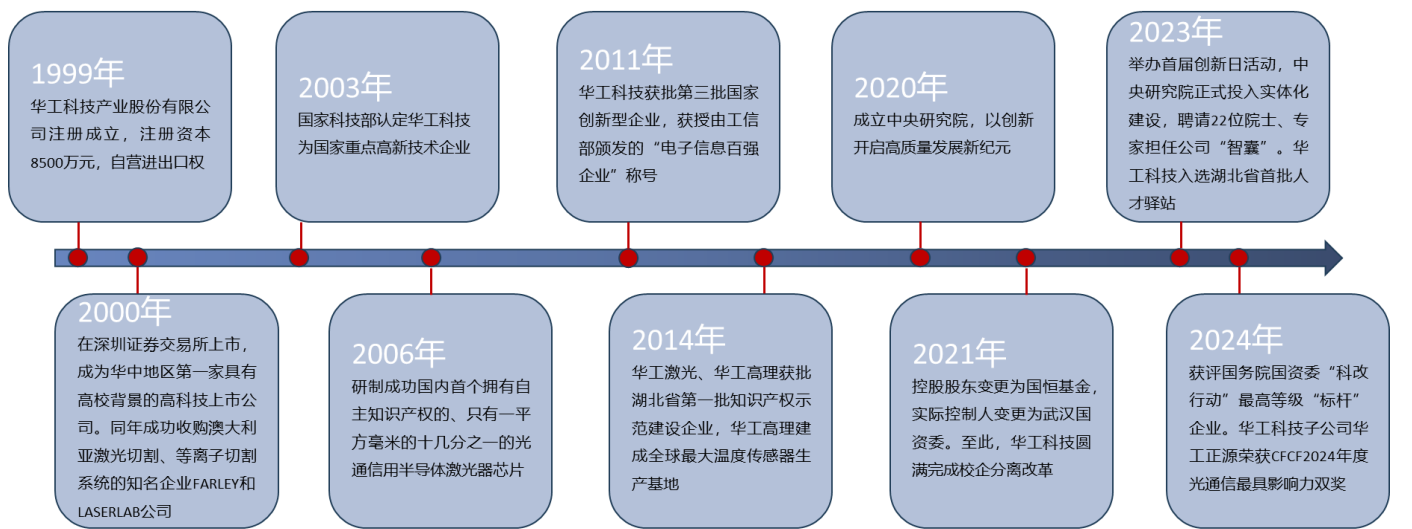 1999年
华工科技产业股份有限公
司注册成立，注册资本
8500万元，自营进出口权
2003年
国家科技部认定华工科技
为国家重点高新技术企业
2011年
华工科技获批第三批国家
创新型企业，获授由工信
部颁发的“电子信息百强
企业”称号
2020年
成立中央研究院，以创新
开启高质量发展新纪元
2023年
举办首届创新日活动，中
央研究院正式投入实体化
建设，聘请22位院士、专
家担任公司“智囊”。华
工科技入选湖北省首批人
才驿站
2000年
在深圳证券交易所上市，
成为华中地区第一家具有
高校背景的高科技上市公
司。同年成功收购澳大利
亚激光切割、等离子切割
系统的知名企业FARLEY和
LASERLAB公司
2006年
研制成功国内首个拥有自
主知识产权的、只有一平
方毫米的十几分之一的光
通信用半导体激光器芯片
2014年
华工激光、华工高理获批
湖北省第一批知识产权示
范建设企业，华工高理建
成全球最大温度传感器生
产基地
2021年
控股股东变更为国恒基金，
实际控制人变更为武汉国
资委。至此，华工科技圆
满完成校企分离改革
2024年
获评国务院国资委“科改
行动”最高等级“标杆”
企业。华工科技子公司华
工正源荣获CFCF2024年度
光通信最具影响力双奖